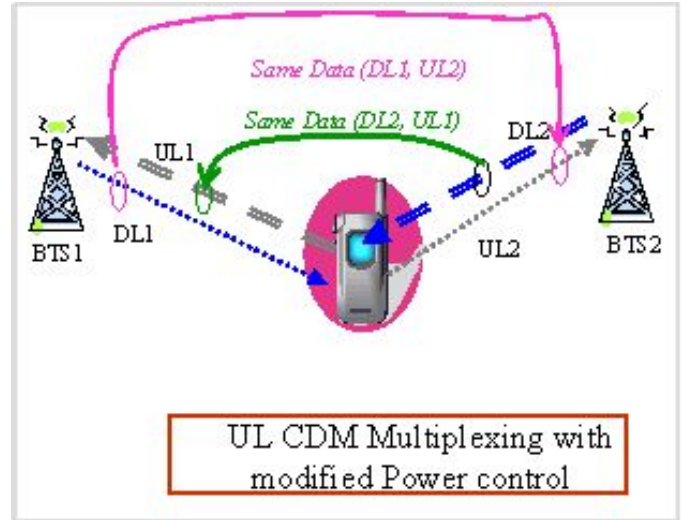 Same Data (DL1, UL2)
Same Data (DL2, UL1)
DL2
UL1
DL1
UL2
BTS1
BTS2
UL CDM Multiplexing with
modified Power control